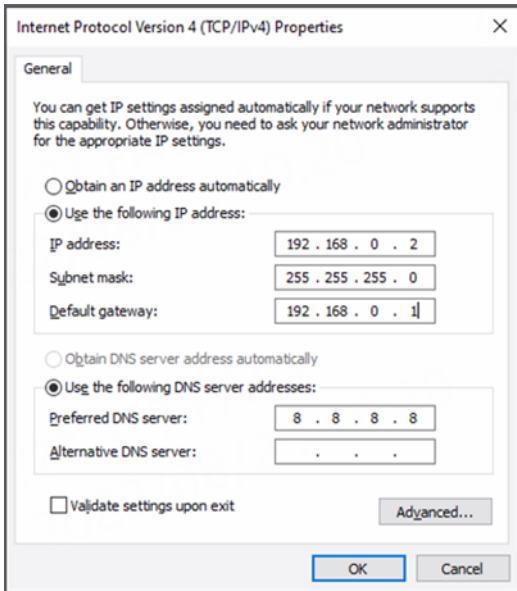 Internet Protocol Version 4 (TCP/IPv4) Properties
General
You can get IP settings assigned automatically if your network supports
this capability. Otherwise, you need to ask your network administrator
for the appropriate IP settings.
Obtain an IP address automatically
Use the following IP address:
IP address: 192 . 168 . 0 . 2
Subnet mask: 255 . 255 . 255 . 0
Default gateway: 192 . 168 . 0 . 1
Obtain DNS server address automatically
Use the following DNS server addresses:
Preferred DNS server: 8 . 8 . 8 . 8
Alternative DNS server: . . .
Validate settings upon exit
Advanced...
OK Cancel